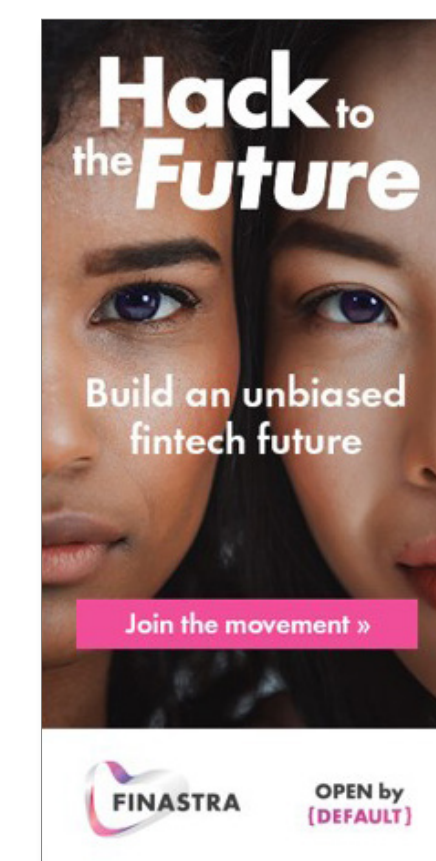 Hack to
the Future
Build an unbiased
fintech future
Join the movement »
FINASTRA
OPEN by
{DEFAULT}